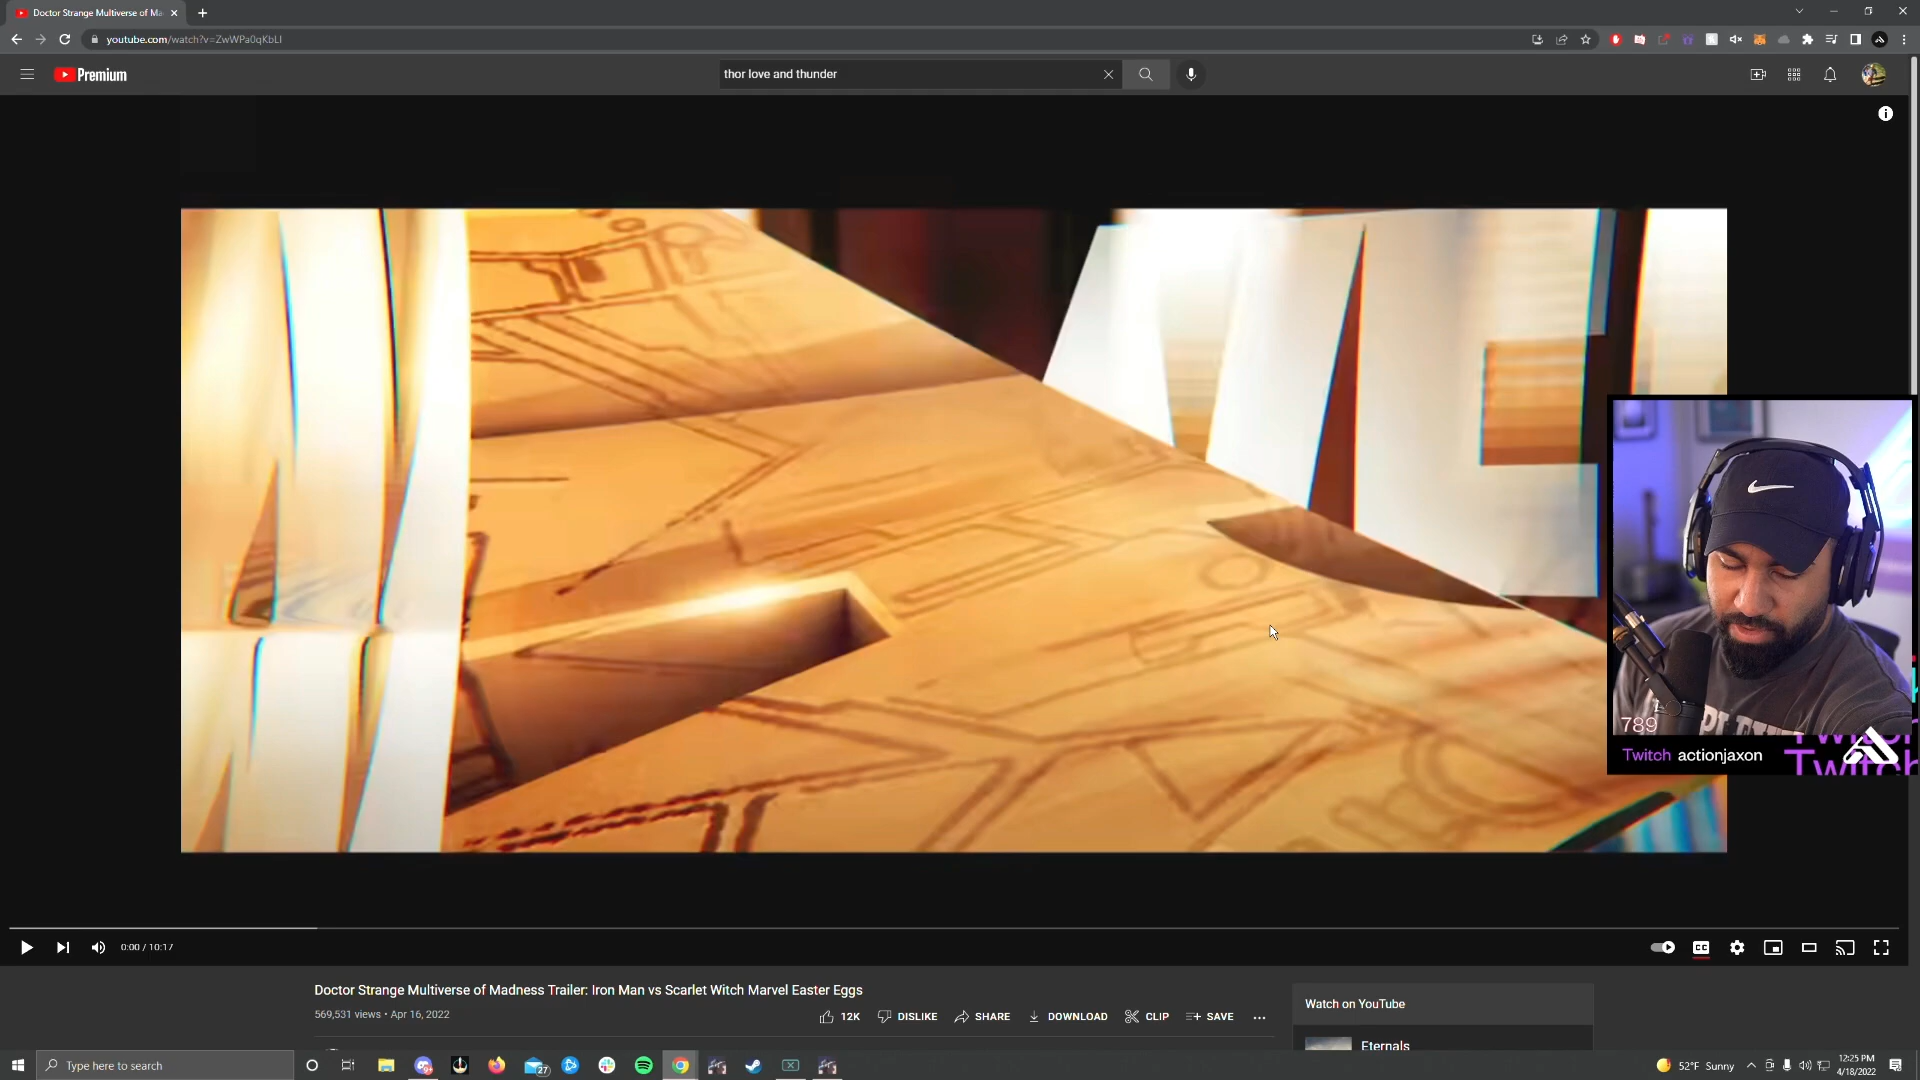 Doctor Strange Multiverse of Ma
youtube.com/watch?v=ZwWPa0qKbLI
Premium
thor love and thunder
789
Twitch actionjaxon
Twitch
0:00 / 10:17
CC
Doctor Strange Multiverse of Madness Trailer: Iron Man vs Scarlet Witch Marvel Easter Eggs
569,531 views • Apr 16, 2022
12K
DISLIKE
SHARE
DOWNLOAD
CLIP
SAVE
Watch on YouTube
Eternals
Type here to search
27
52°F Sunny
12:25 PM
4/18/2022